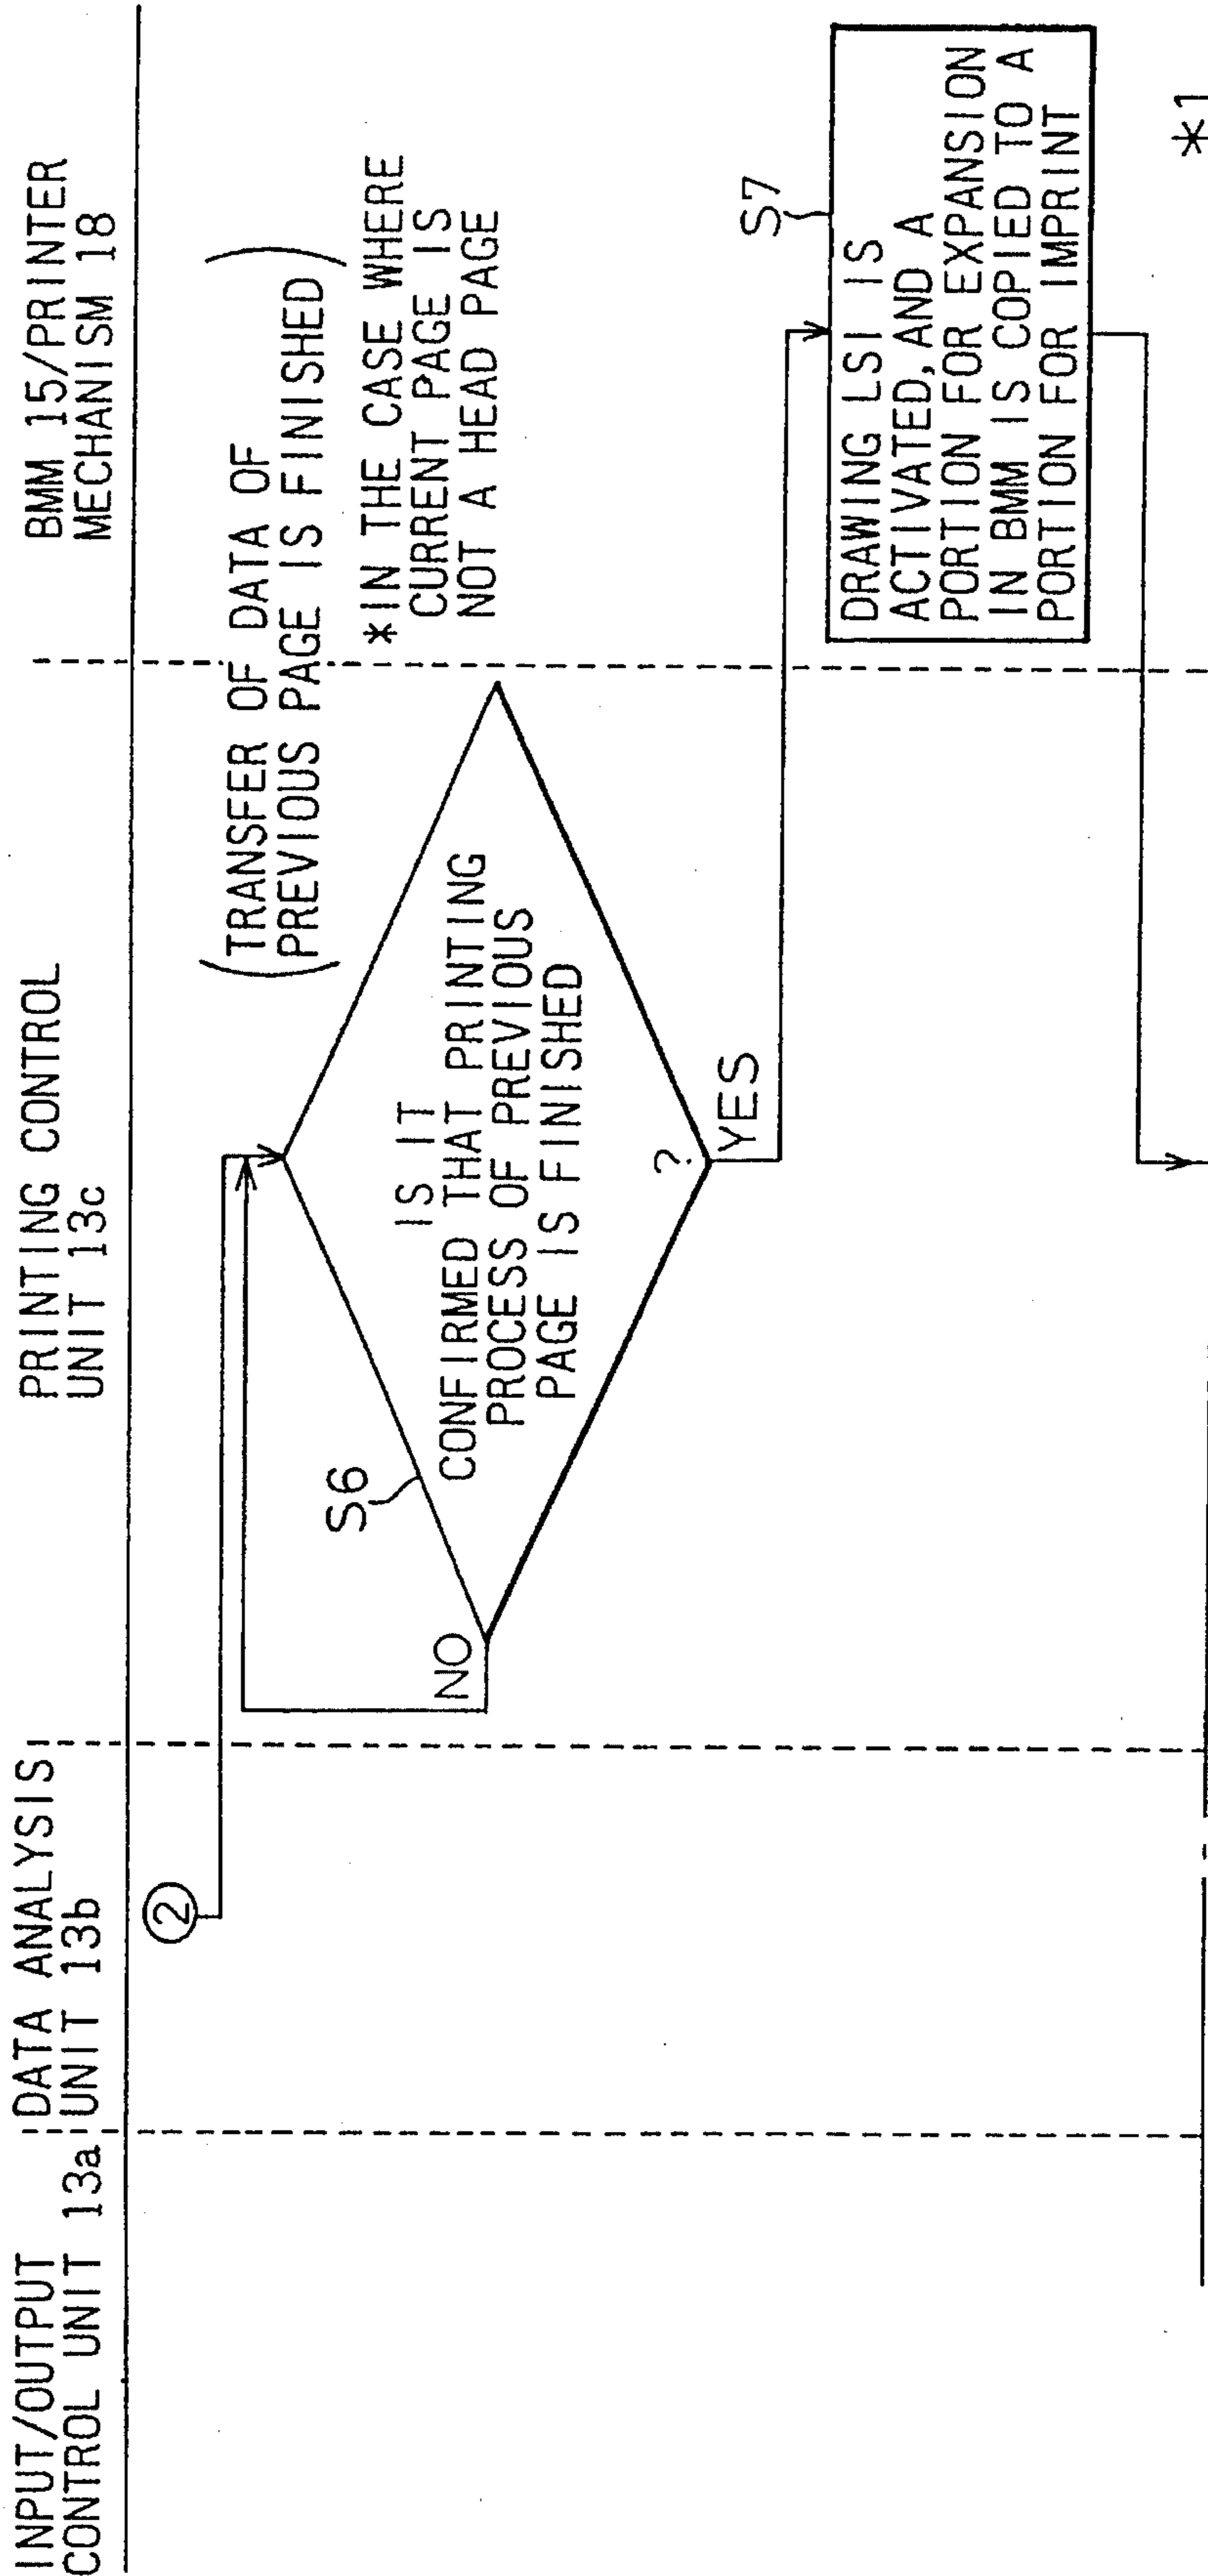 INPUT/OUTPUT
CONTROL UNIT 13a
DATA ANALYSIS
UNIT 13b
PRINTING CONTROL
UNIT 13c
BMM 15/PRINTER
MECHANISM 18
2
(TRANSFER OF DATA OF
PREVIOUS PAGE IS FINISHED)
*IN THE CASE WHERE
CURRENT PAGE IS
NOT A HEAD PAGE
S6
IS IT
CONFIRMED THAT PRINTING
PROCESS OF PREVIOUS
PAGE IS FINISHED
?
NO
YES
S7
DRAWING LSI IS
ACTIVATED, AND A
PORTION FOR EXPANSION
IN BMM IS COPIED TO A
PORTION FOR IMPRINT
*1